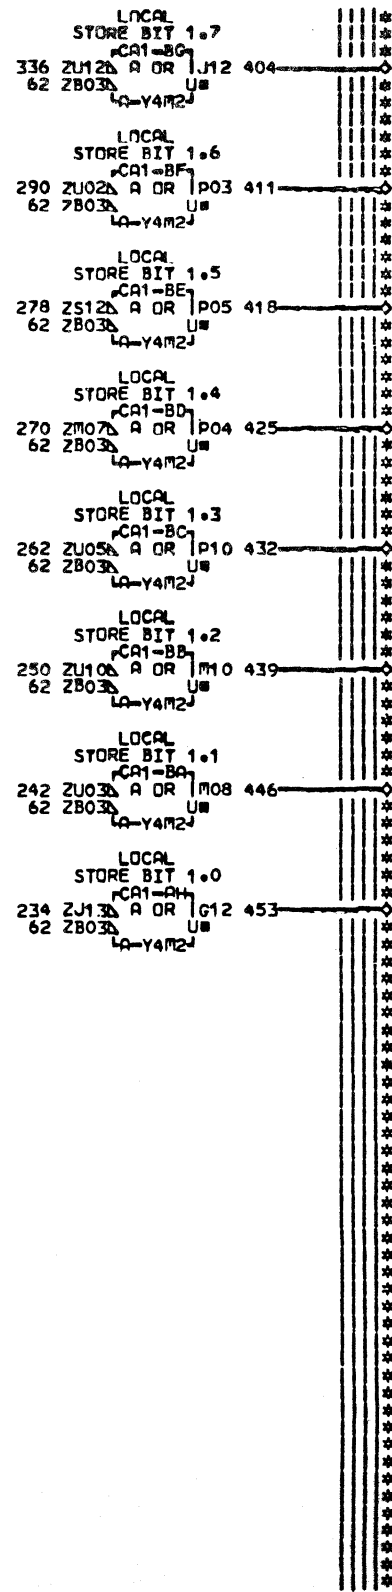 LOCAL
STORE BIT 1.7
CA1-BG
336 ZU12 A OR J12 404
62 ZB03 U
A-Y4M2
LOCAL
STORE BIT 1.6
CA1-BF
290 ZU02 A OR P03 411
62 ZB03 U
A-Y4M2
LOCAL
STORE BIT 1.5
CA1-BE
278 ZS12 A OR P05 418
62 ZB03 U
A-Y4M2
LOCAL
STORE BIT 1.4
CA1-BD
270 ZM07 A OR P04 425
62 ZB03 U
A-Y4M2
LOCAL
STORE BIT 1.3
CA1-BC
262 ZU05 A OR P10 432
62 ZB03 U
A-Y4M2
LOCAL
STORE BIT 1.2
CA1-BB
250 ZU10 A OR M10 439
62 ZB03 U
A-Y4M2
LOCAL
STORE BIT 1.1
CA1-BA
242 ZU03 A OR M08 446
62 ZB03 U
A-Y4M2
LOCAL
STORE BIT 1.0
CA1-AH
234 ZJ13 A OR G12 453
62 ZB03 U
A-Y4M2